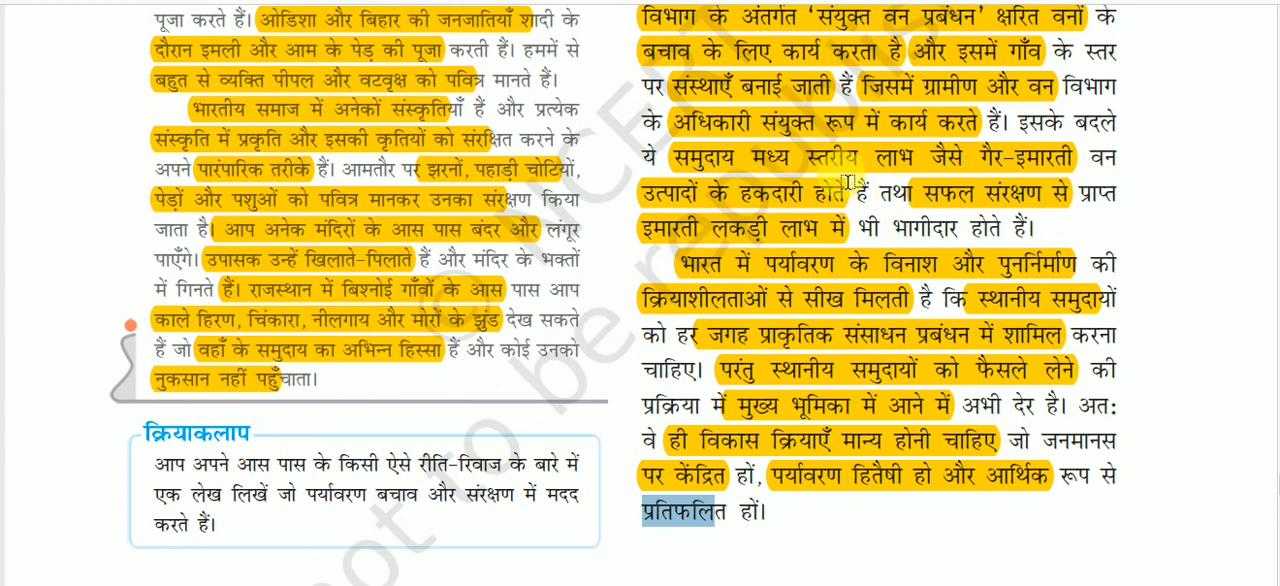 पूजा करते हैं। ओडिशा और बिहार की जनजातियाँ शादी के
दौरान इमली और आम के पेड़ की पूजा करती हैं। हममें से
बहुत से व्यक्ति पीपल और वटवृक्ष को पवित्र मानते हैं।
भारतीय समाज में अनेकों संस्कृतियाँ हैं और प्रत्येक
संस्कृति में प्रकृति और इसकी कृतियों को संरक्षित करने के
अपने पारंपारिक तरीके हैं। आमतौर पर झरनों, पहाड़ी चोटियों,
पेड़ों और पशुओं को पवित्र मानकर उनका संरक्षण किया
जाता है। आप अनेक मंदिरों के आस पास बंदर और लंगूर
पाएँगे। उपासक उन्हें खिलाते-पिलाते हैं और मंदिर के भक्तों
में गिनते हैं। राजस्थान में बिश्नोई गाँवों के आस पास आप
काले हिरण, चिंकारा, नीलगाय और मोरों के झुंड देख सकते
हैं जो वहाँ के समुदाय का अभिन्न हिस्सा हैं और कोई उनको
नुकसान नहीं पहुँचाता।
क्रियाकलाप
आप अपने आस पास के किसी ऐसे रीति-रिवाज के बारे में
एक लेख लिखें जो पर्यावरण बचाव और संरक्षण में मदद
करते हैं।
विभाग के अंतर्गत ‘संयुक्त वन प्रबंधन’ क्षरित वनों के
बचाव के लिए कार्य करता है और इसमें गाँव के स्तर
पर संस्थाएँ बनाई जाती हैं जिसमें ग्रामीण और वन विभाग
के अधिकारी संयुक्त रूप में कार्य करते हैं। इसके बदले
ये समुदाय मध्य स्तरीय लाभ जैसे गैर-इमारती वन
उत्पादों के हकदारी होते हैं तथा सफल संरक्षण से प्राप्त
इमारती लकड़ी लाभ में भी भागीदार होते हैं।
भारत में पर्यावरण के विनाश और पुनर्निर्माण की
क्रियाशीलताओं से सीख मिलती है कि स्थानीय समुदायों
को हर जगह प्राकृतिक संसाधन प्रबंधन में शामिल करना
चाहिए। परंतु स्थानीय समुदायों को फैसले लेने की
प्रक्रिया में मुख्य भूमिका में आने में अभी देर है। अत:
वे ही विकास क्रियाएँ मान्य होनी चाहिए जो जनमानस
पर केंद्रित हों, पर्यावरण हितैषी हो और आर्थिक रूप से
प्रतिफलित हों।
© NCERT
not to be republis